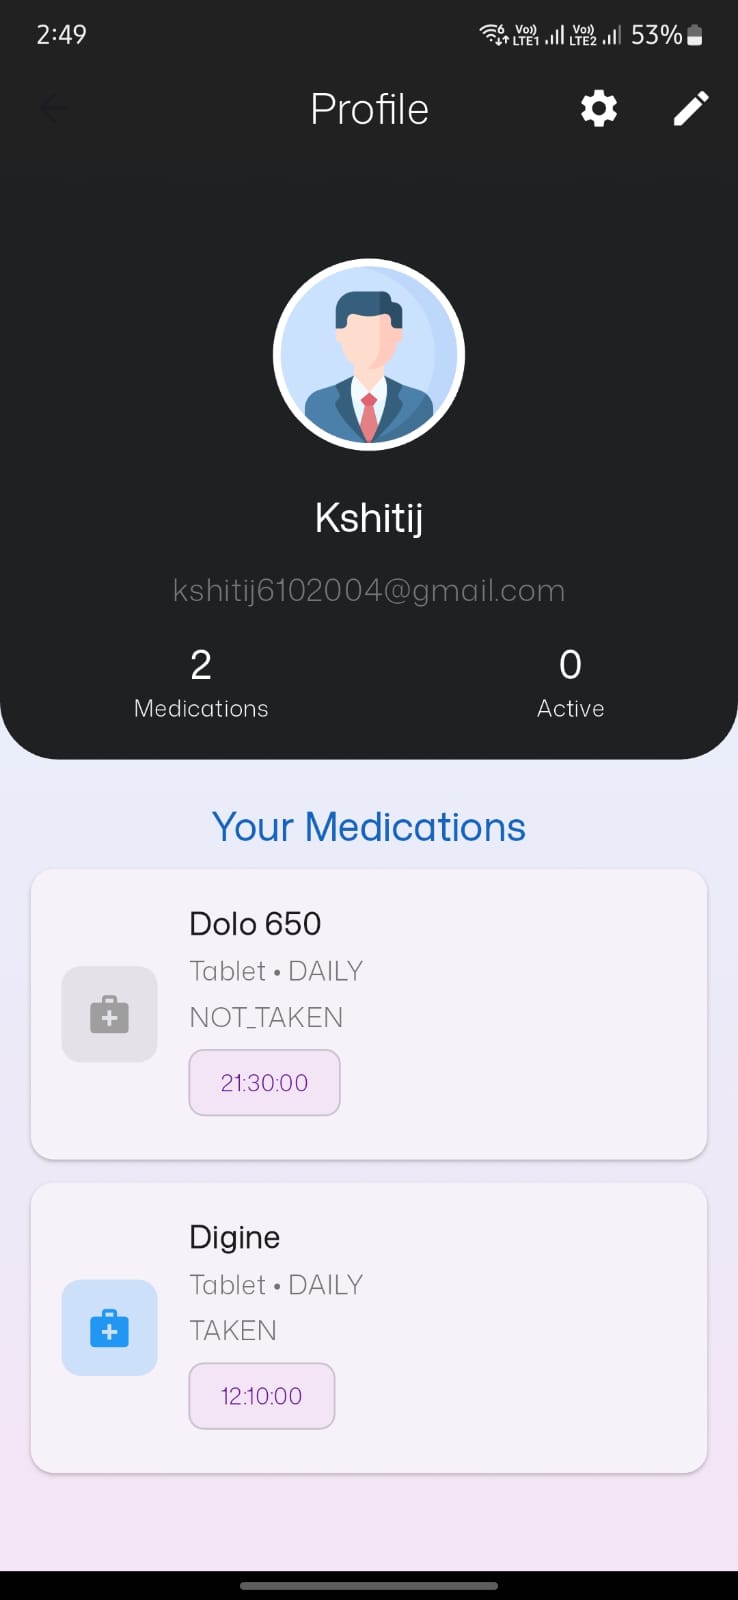 2:49
6 Vo)) LTE1 Vo)) LTE2 53%
Profile
Kshitij
kshitij6102004@gmail.com
2 0
Medications Active
Your Medications
Dolo 650
Tablet • DAILY
NOT_TAKEN
21:30:00
Digine
Tablet • DAILY
TAKEN
12:10:00